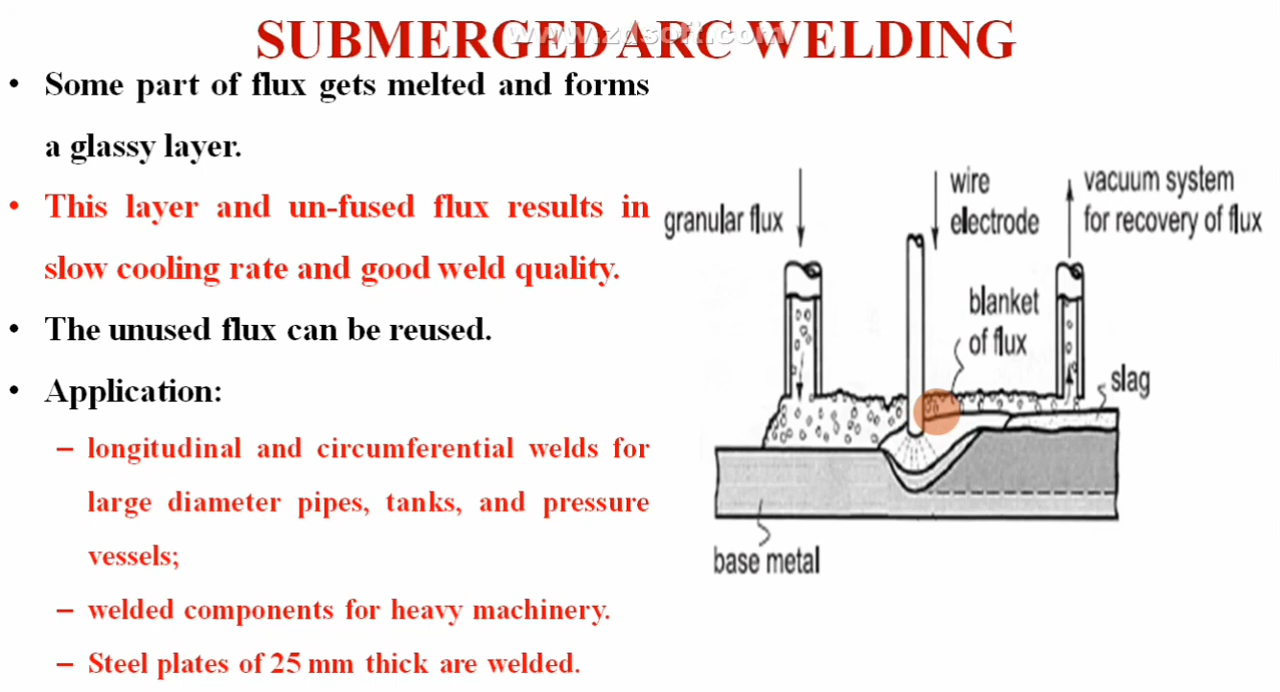 SUBMERGED ARC WELDING
www.zdsoft.com
• Some part of flux gets melted and forms
a glassy layer.
• This layer and un-fused flux results in
slow cooling rate and good weld quality.
• The unused flux can be reused.
• Application:
– longitudinal and circumferential welds for
large diameter pipes, tanks, and pressure
vessels;
– welded components for heavy machinery.
– Steel plates of 25 mm thick are welded.
granular flux
wire
electrode
vacuum system
for recovery of flux
blanket
of flux
slag
base metal